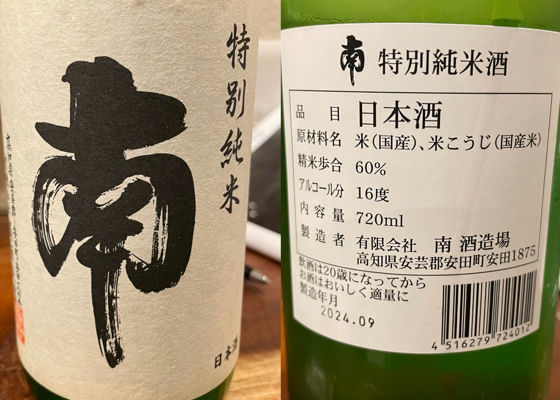 特別純米
南
日本酒
南 特別純米酒
品目 日本酒
原材料名 米(国産)、米こうじ(国産米)
精米歩合 60%
アルコール分 16度
内容量 720ml
製造者 有限会社 南 酒造場
高知県安芸郡安田町安田1875
飲酒は20歳になってから
お酒はおいしく適量に
製造年月
2024.09
4 516279 724012